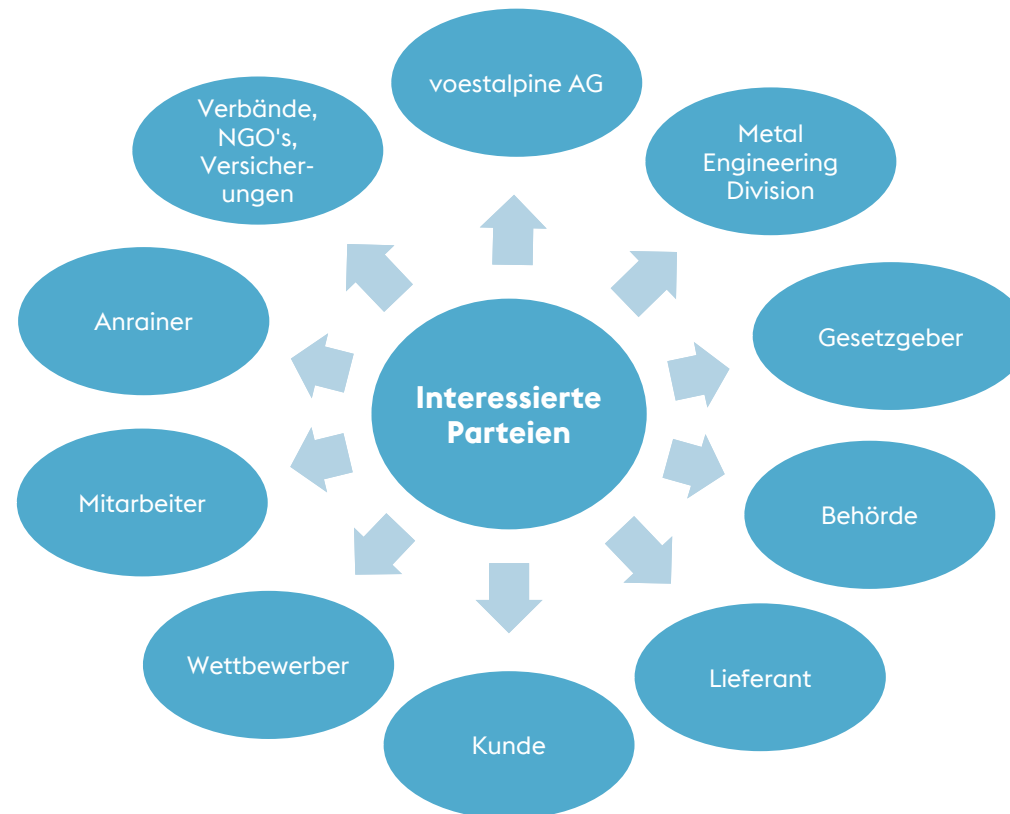 voestalpine AG
Verbände,
NGO's,
Versicher-
ungen
Metal
Engineering
Division
Anrainer
Gesetzgeber
Interessierte
Parteien
Mitarbeiter
Behörde
Wettbewerber
Lieferant
Kunde